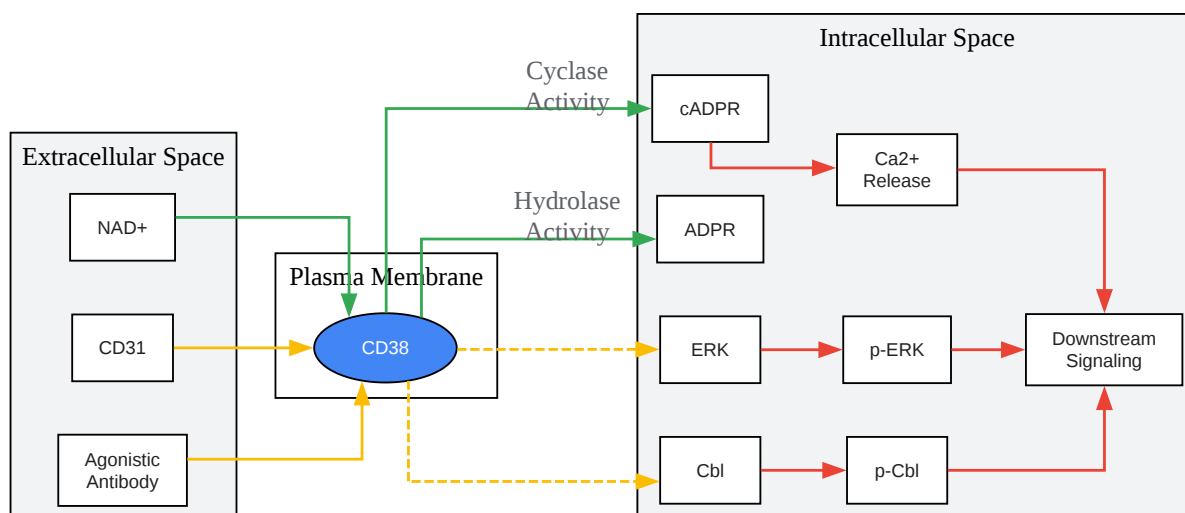 Extracellular Space
NAD+
CD31
Agonistic
Antibody
Plasma Membrane
CD38
Cyclase
Activity
Hydrolase
Activity
Intracellular Space
cADPR
Ca2+
Release
ADPR
ERK
p-ERK
Downstream
Signaling
Cbl
p-Cbl